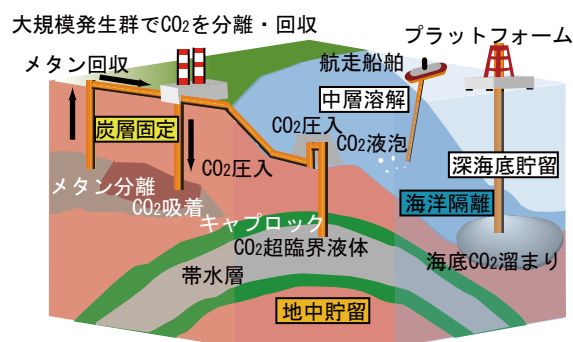 大規模発生群でCO2を分離・回収
プラットフォーム
メタン回収
航走船舶
中層溶解
炭層固定
CO2圧入
CO2液泡
CO2圧入
深海底貯留
メタン分離
CO2吸着
海洋隔離
キャプロック
CO2超臨界液体
海底CO2溜まり
帯水層
地中貯留